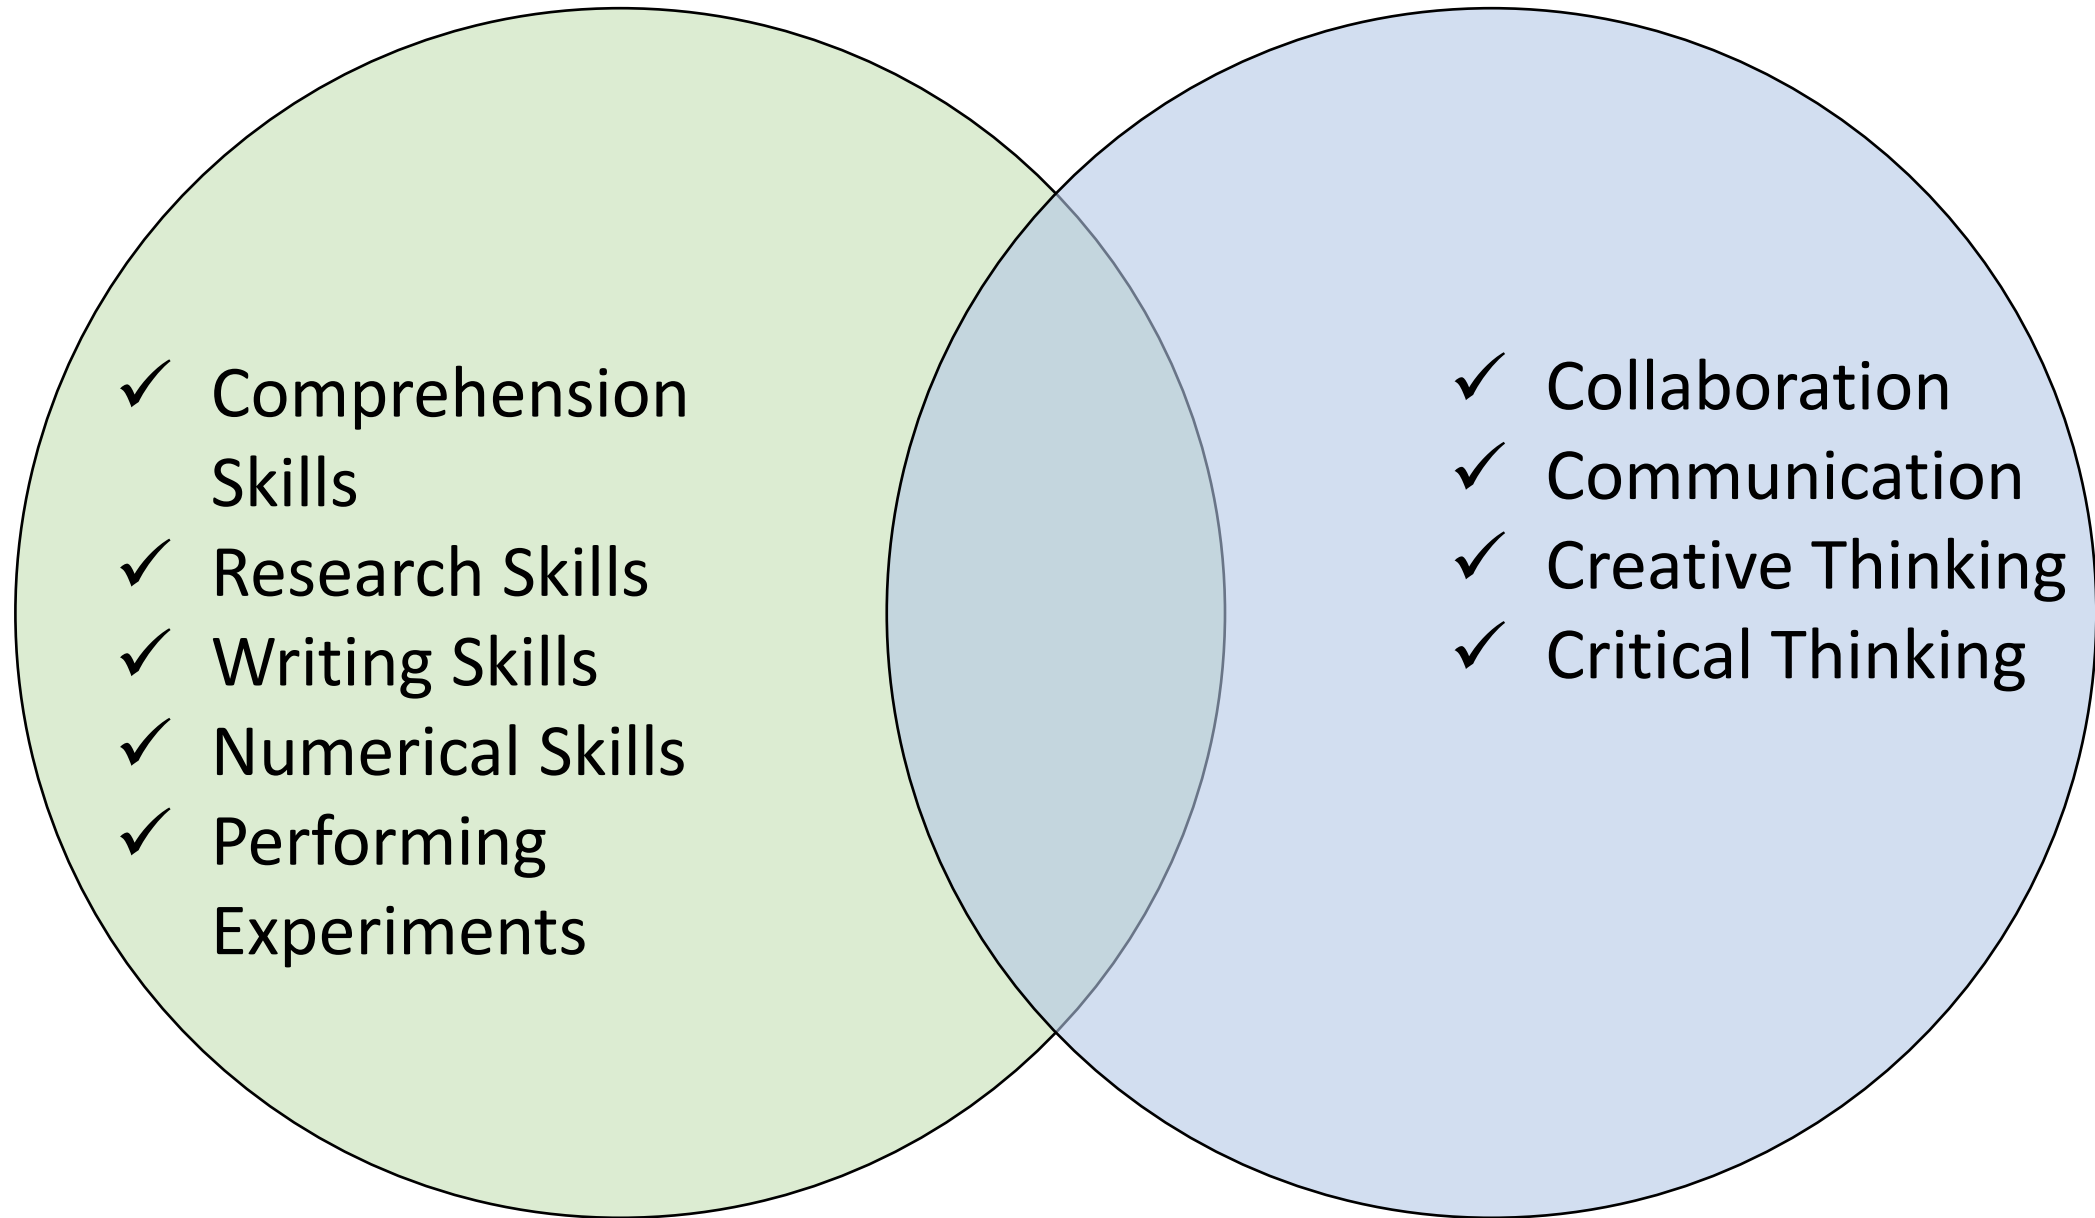 ✓ Comprehension
Skills
✓ Research Skills
✓ Writing Skills
✓ Numerical Skills
✓ Performing
Experiments
✓ Collaboration
✓ Communication
✓ Creative Thinking
✓ Critical Thinking